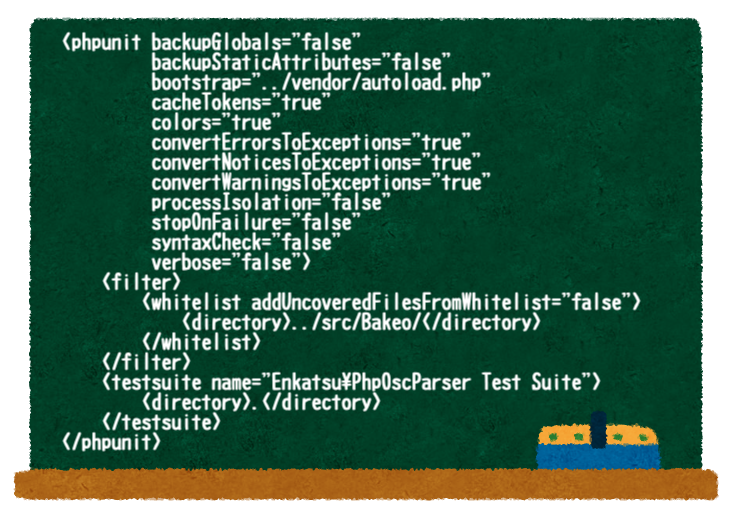 <phpunit backupGlobals="false"
backupStaticAttributes="false"
bootstrap="../vendor/autoload.php"
cacheTokens="true"
colors="true"
convertErrorsToExceptions="true"
convertNoticesToExceptions="true"
convertWarningsToExceptions="true"
processIsolation="false"
stopOnFailure="false"
syntaxCheck="false"
verbose="false">
<filter>
<whitelist addUncoveredFilesFromWhitelist="false">
<directory>../src/Bakeo/</directory>
</whitelist>
</filter>
<testsuite name="Enkatsu¥PhpOscParser Test Suite">
<directory>.</directory>
</testsuite>
</phpunit>